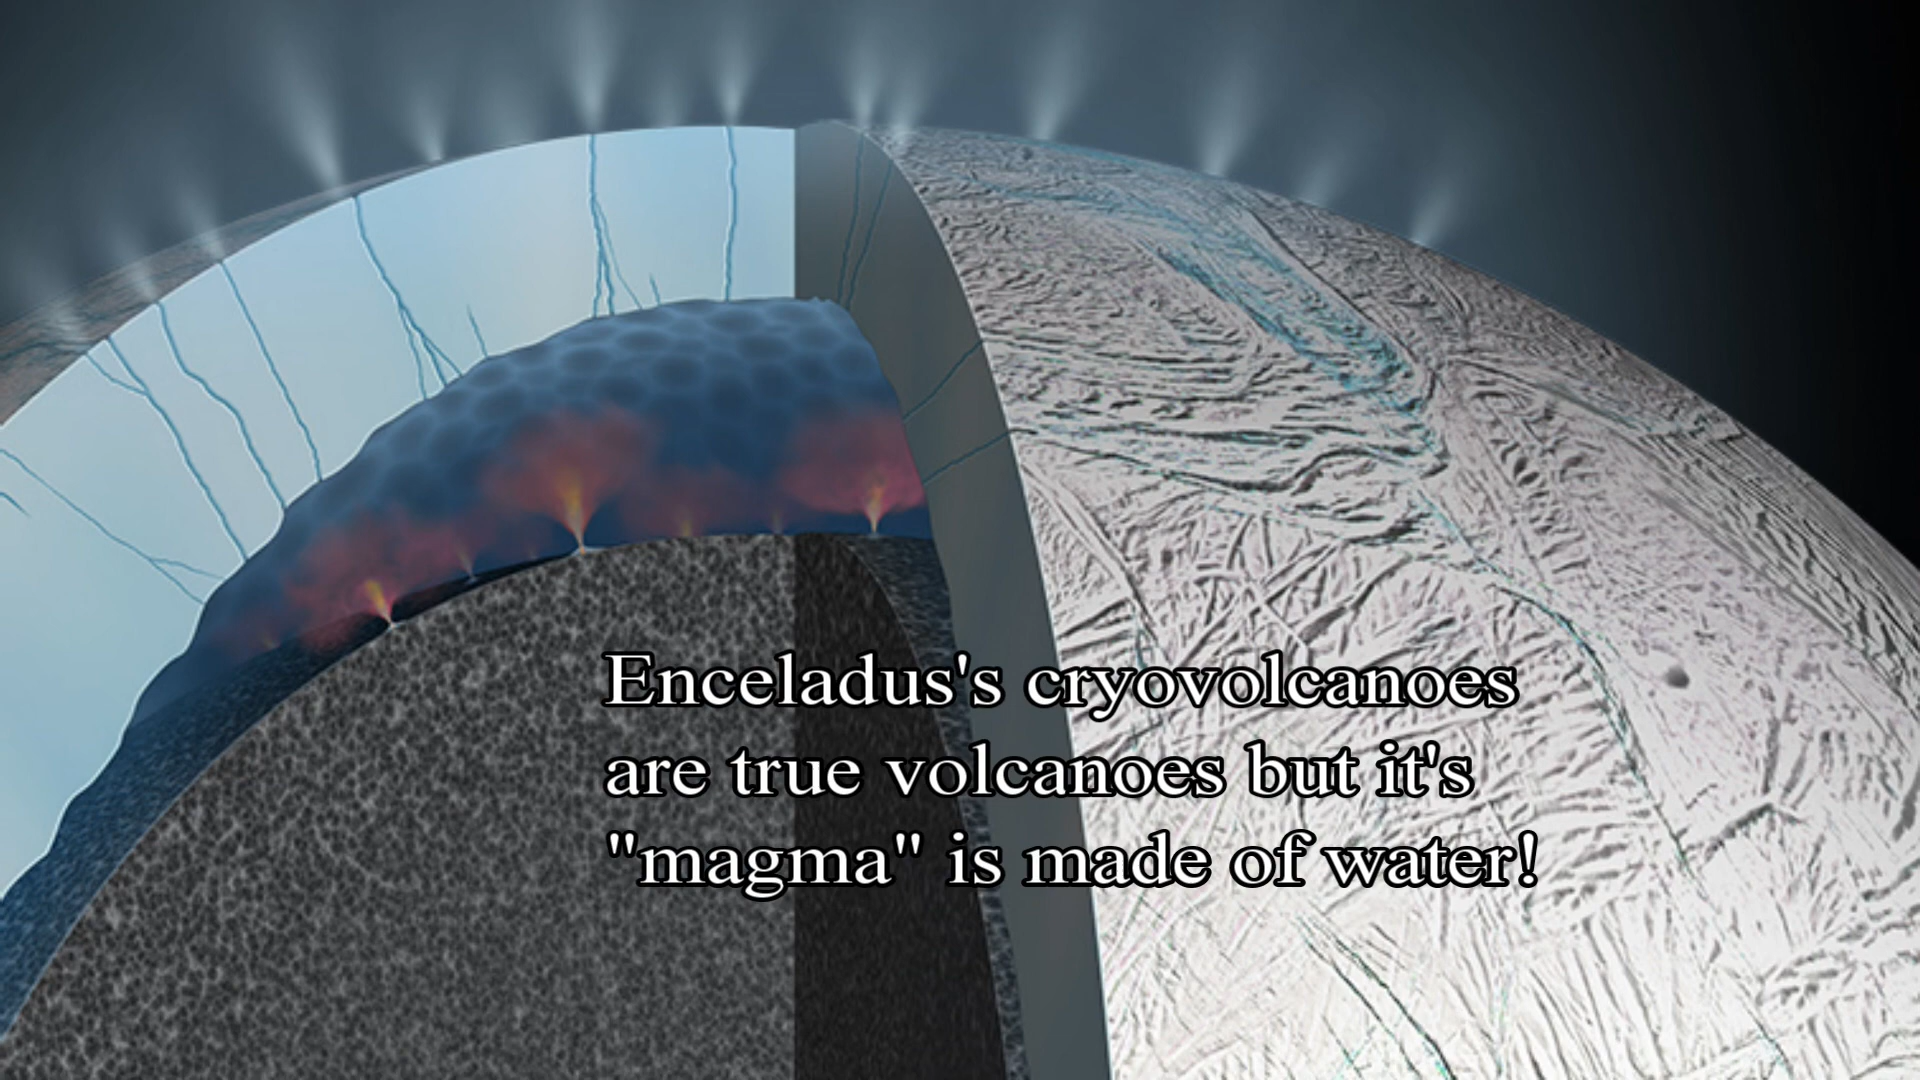 Enceladus's cryovolcanoes
are true volcanoes but it's
"magma" is made of water!